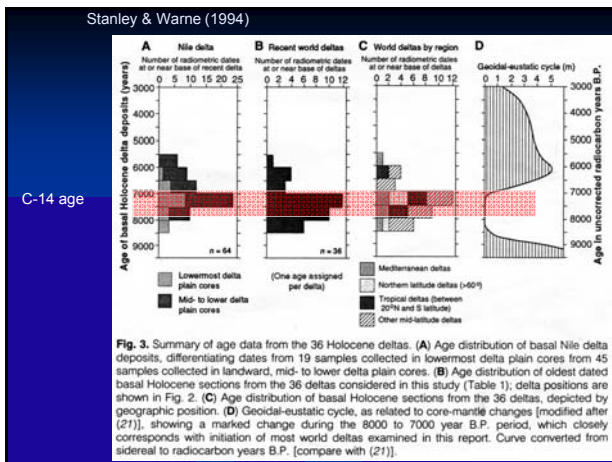 Stanley & Warne (1994)
A
Nile delta
Number of radiometric dates
at or near base of recent delta
0 5 10 15 20 25
B
Recent world deltas
Number of radiometric dates
at or near base of deltas
0 2 4 6 8 10 12
C
World deltas by region
Number of radiometric dates
at or near base of deltas
0 2 4 6 8 10 12
D
Geoidal-eustatic cycle (m)
0 1 2 3 4 5
Age of basal Holocene delta deposits (years)
3000
4000
5000
6000
7000
8000
9000
n = 64
n = 36
3000
4000
5000
6000
7000
8000
9000
Age in uncorrected radiocarbon years B.P.
C-14 age
Lowermost delta
plain cores
Mid- to lower delta
plain cores
(One age assigned
per delta)
Mediterranean deltas
Northern latitude deltas (>60°)
Tropical deltas (between
20°N and S latitude)
Other mid-latitude deltas
Fig. 3. Summary of age data from the 36 Holocene deltas. (A) Age distribution of basal Nile delta
deposits, differentiating dates from 19 samples collected in lowermost delta plain cores from 45
samples collected in landward, mid- to lower delta plain cores. (B) Age distribution of oldest dated
basal Holocene sections from the 36 deltas considered in this study (Table 1); delta positions are
shown in Fig. 2. (C) Age distribution of basal Holocene sections from the 36 deltas, depicted by
geographic position. (D) Geoidal-eustatic cycle, as related to core-mantle changes [modified after
(21)], showing a marked change during the 8000 to 7000 year B.P. period, which closely
corresponds with initiation of most world deltas examined in this report. Curve converted from
sidereal to radiocarbon years B.P. [compare with (21)].